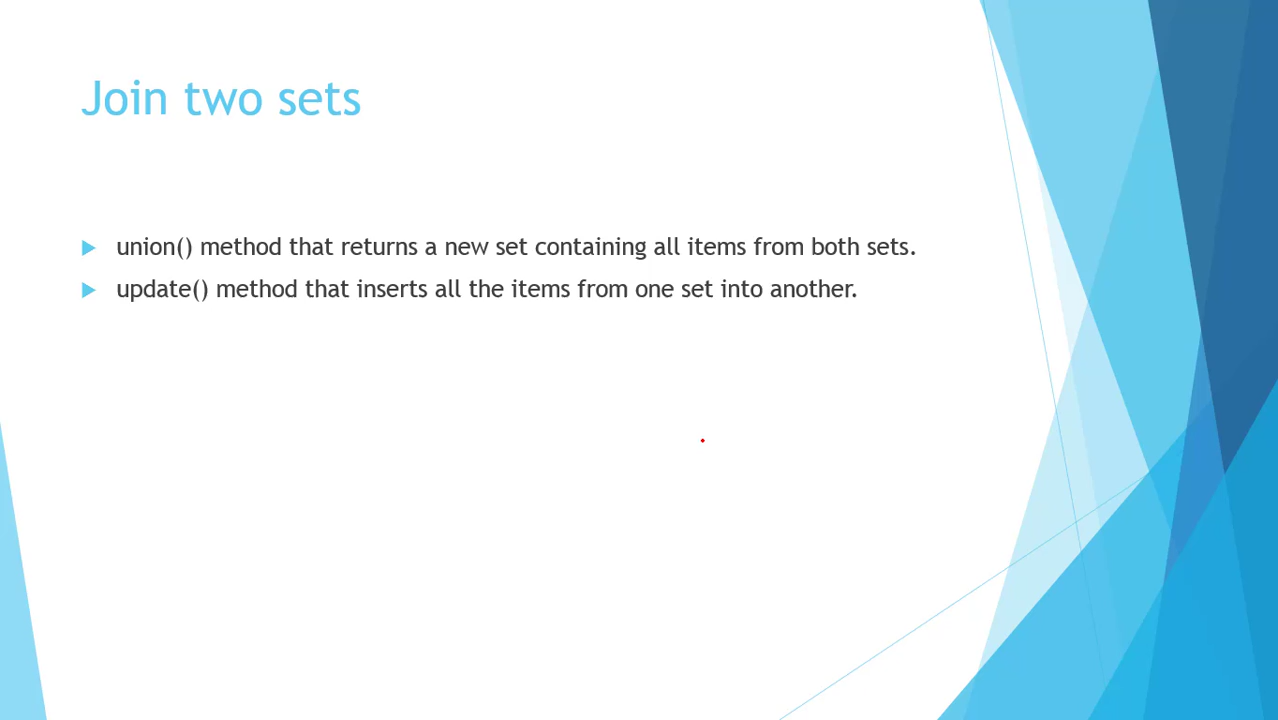 Join two sets
union() method that returns a new set containing all items from both sets.
update() method that inserts all the items from one set into another.